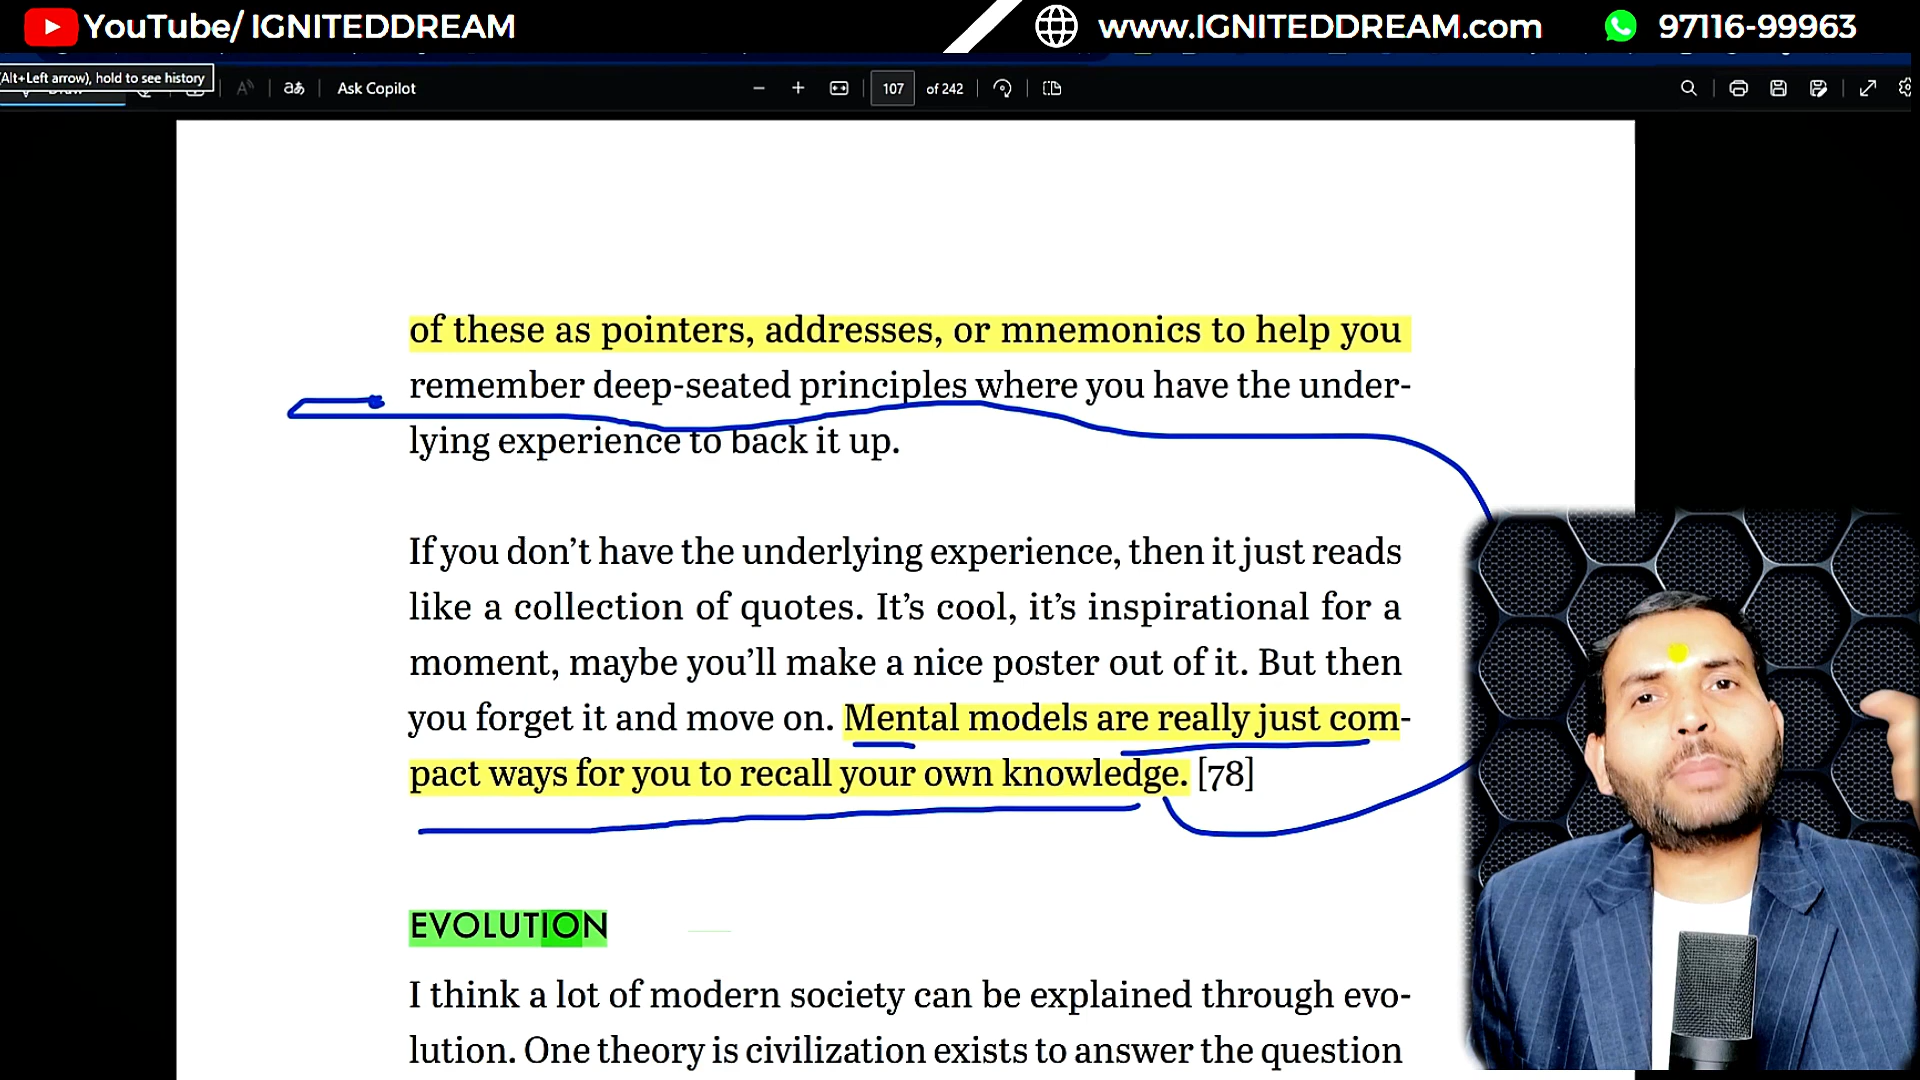 YouTube/ IGNITEDDREAM
www.IGNITEDDREAM.com
97116-99963
(Alt+Left arrow), hold to see history
Draw
aあ
Ask Copilot
107 of 242
of these as pointers, addresses, or mnemonics to help you
remember deep-seated principles where you have the under-
lying experience to back it up.
If you don’t have the underlying experience, then it just reads
like a collection of quotes. It’s cool, it’s inspirational for a
moment, maybe you’ll make a nice poster out of it. But then
you forget it and move on. Mental models are really just com-
pact ways for you to recall your own knowledge. [78]
EVOLUTION
I think a lot of modern society can be explained through evo-
lution. One theory is civilization exists to answer the question